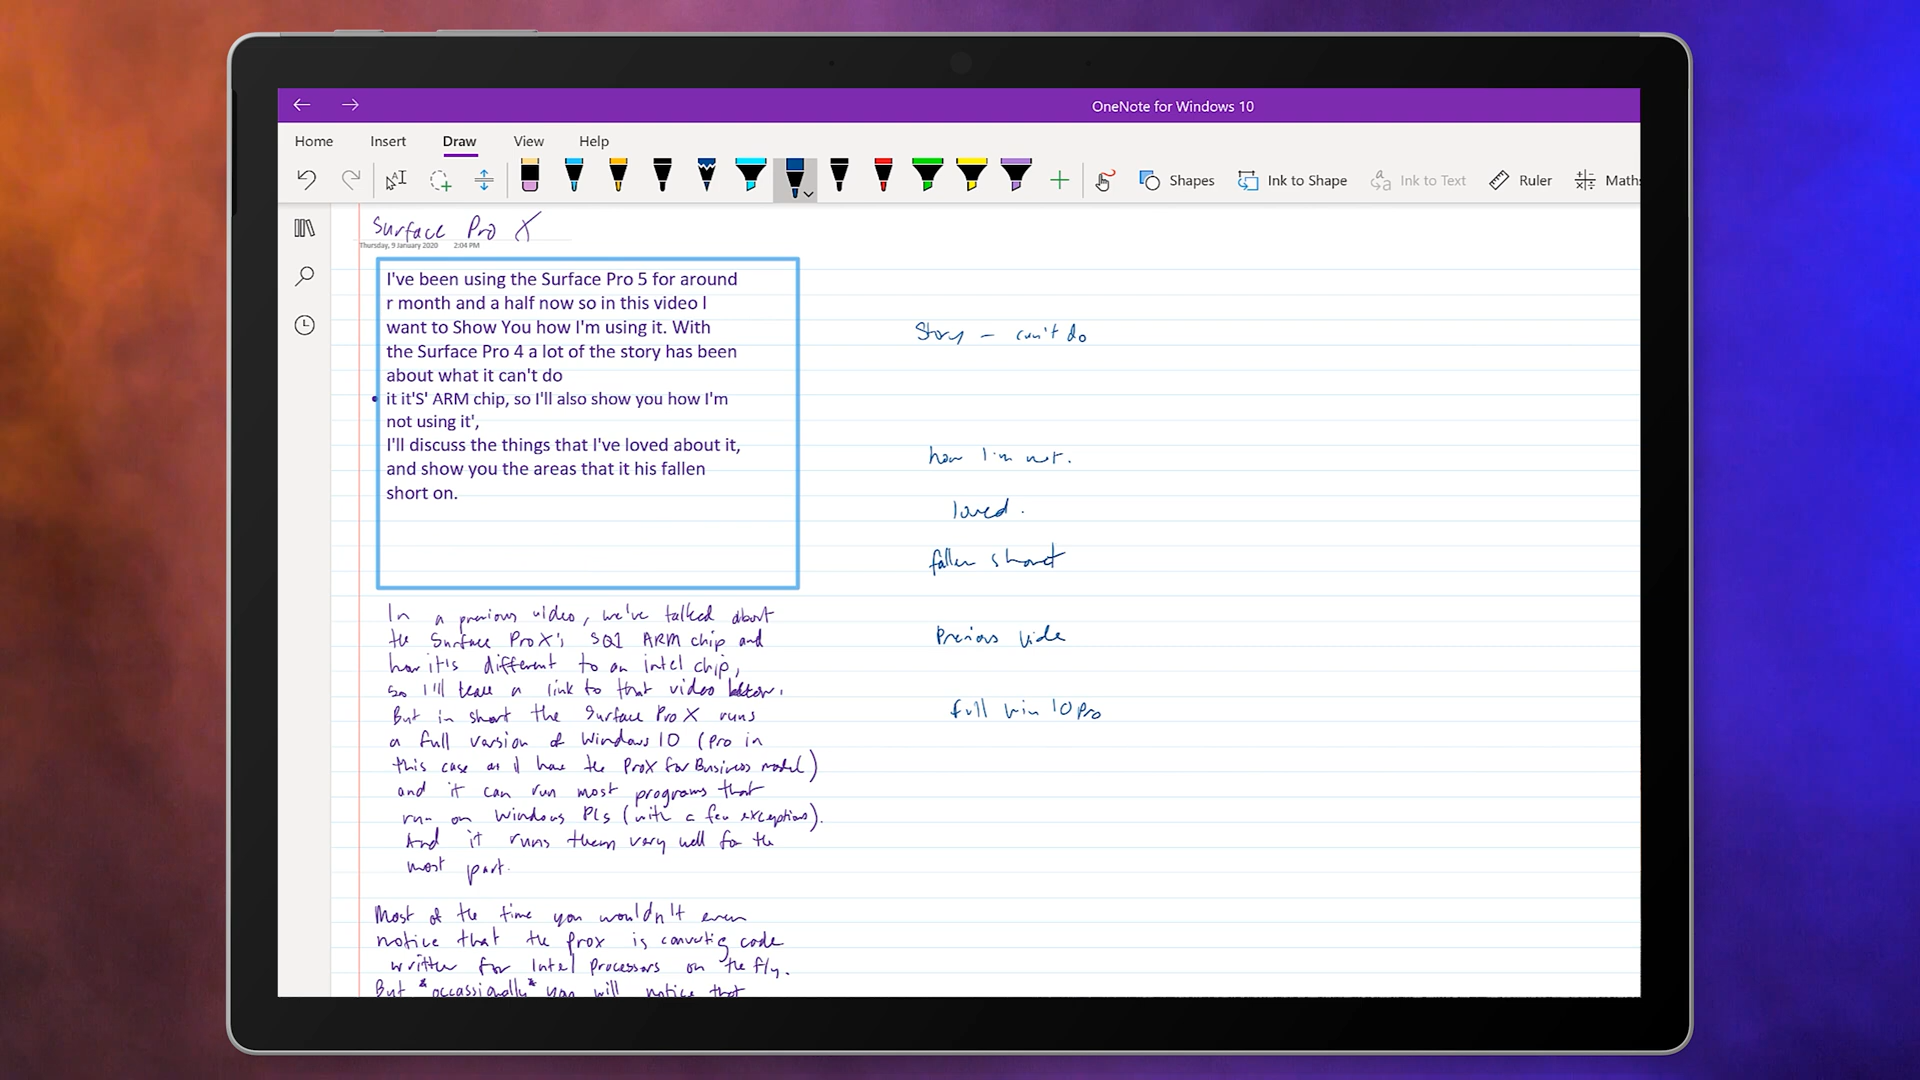 OneNote for Windows 10
Home Insert Draw View Help
Shapes Ink to Shape Ink to Text Ruler Maths
Surface Pro X
Thursday, 9 January 2020 2:04 PM
I've been using the Surface Pro 5 for around
r month and a half now so in this video I
want to Show You how I'm using it. With
the Surface Pro 4 a lot of the story has been
about what it can't do
it it'S' ARM chip, so I'll also show you how I'm
not using it',
I'll discuss the things that I've loved about it,
and show you the areas that it his fallen
short on.
In a previous video, we've talked about
the Surface Pro X's SQ1 ARM chip and
how it's different to an intel chip,
so I'll leave a link to that video below.
But in short the Surface Pro X runs
a full version of Windows 10 (Pro in
this case as I have the ProX for Business model)
and it can run most programs that
run on Windows PCs (with a few exceptions).
And it runs them very well for the
most part.
Most of the time you wouldn't even
notice that the ProX is converting code
written for Intel processors on the fly.
But *occassionally* you will notice that
Story - can't do
how I'm not.
loved.
fallen short
Previous vide
full win 10 Pro